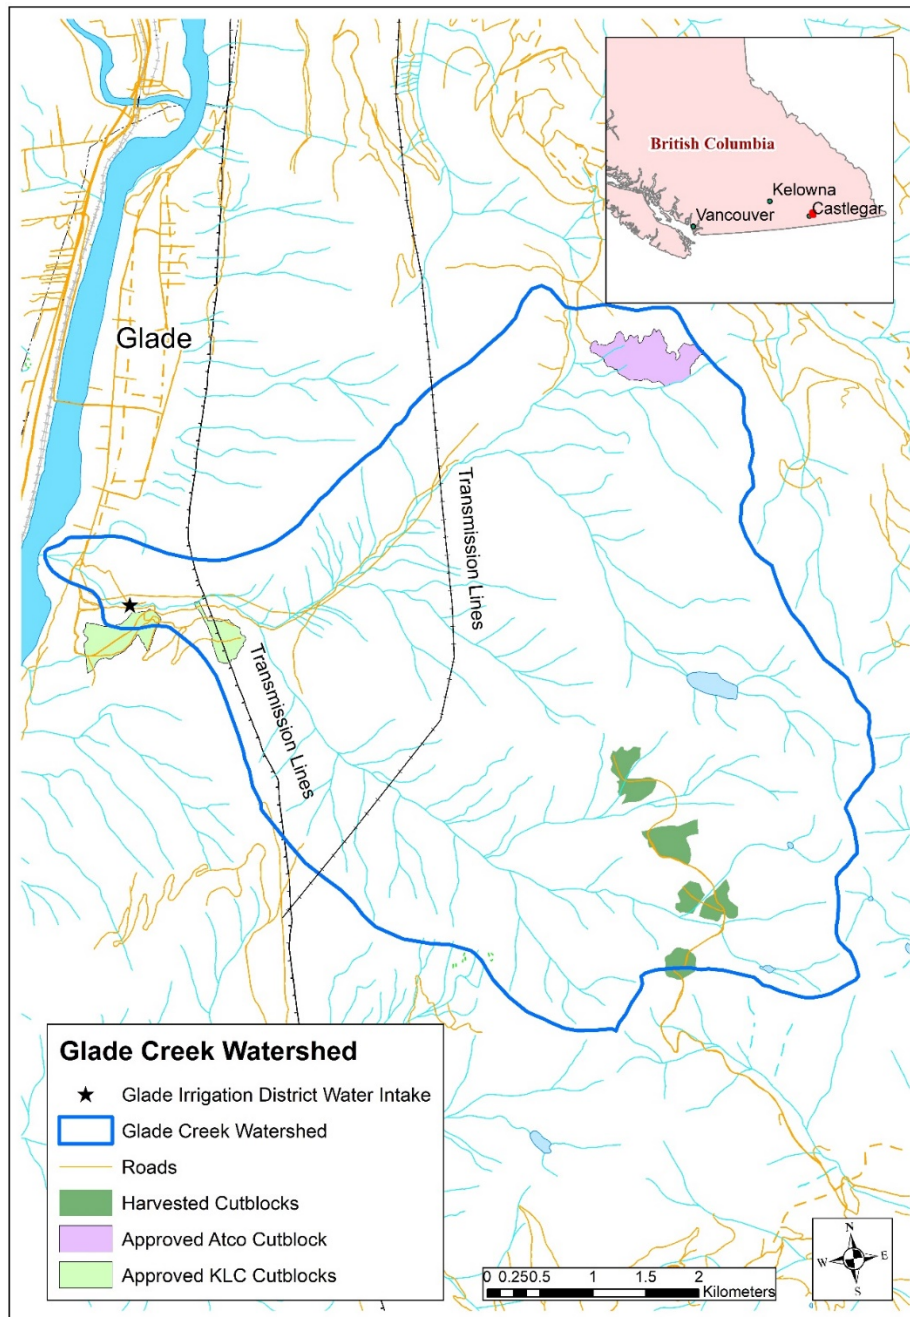 British Columbia
Kelowna
Vancouver
Castlegar
Glade
Transmission Lines
Transmission Lines
Glade Creek Watershed
Glade Irrigation District Water Intake
Glade Creek Watershed
Roads
Harvested Cutblocks
Approved Atco Cutblock
Approved KLC Cutblocks
0 0.25 0.5 1 1.5 2
Kilometers
N
W E
S